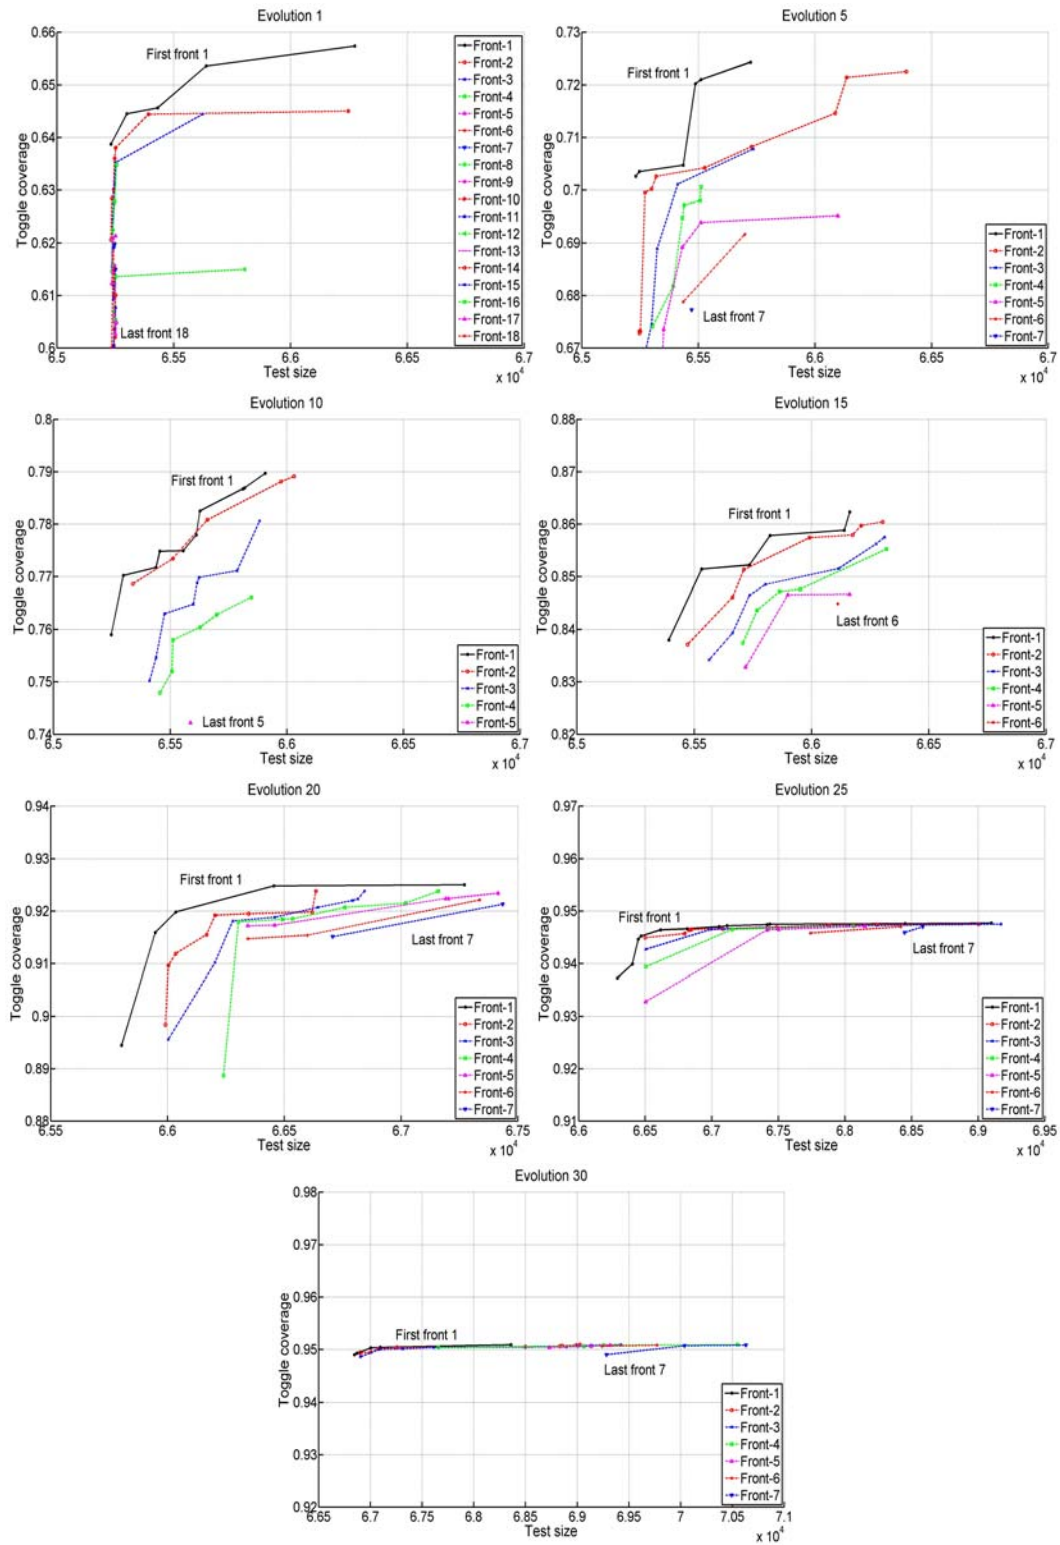 Evolution 1
0.66
0.65
0.64
0.63
0.62
0.61
0.6
Toggle coverage
First front 1
Last front 18
Front-1
Front-2
Front-3
Front-4
Front-5
Front-6
Front-7
Front-8
Front-9
Front-10
Front-11
Front-12
Front-13
Front-14
Front-15
Front-16
Front-17
Front-18
6.5 6.55 6.6 6.65 6.7
Test size
x 10^4
Evolution 5
0.73
0.72
0.71
0.7
0.69
0.68
0.67
Toggle coverage
First front 1
Last front 7
Front-1
Front-2
Front-3
Front-4
Front-5
Front-6
Front-7
6.5 6.55 6.6 6.65 6.7
Test size
x 10^4
Evolution 10
0.8
0.79
0.78
0.77
0.76
0.75
0.74
Toggle coverage
First front 1
Last front 5
Front-1
Front-2
Front-3
Front-4
Front-5
6.5 6.55 6.6 6.65 6.7
Test size
x 10^4
Evolution 15
0.88
0.87
0.86
0.85
0.84
0.83
0.82
Toggle coverage
First front 1
Last front 6
Front-1
Front-2
Front-3
Front-4
Front-5
Front-6
6.5 6.55 6.6 6.65 6.7
Test size
x 10^4
Evolution 20
0.94
0.93
0.92
0.91
0.9
0.89
0.88
Toggle coverage
First front 1
Last front 7
Front-1
Front-2
Front-3
Front-4
Front-5
Front-6
Front-7
6.55 6.6 6.65 6.7 6.75
Test size
x 10^4
Evolution 25
0.97
0.96
0.95
0.94
0.93
0.92
0.91
Toggle coverage
First front 1
Last front 7
Front-1
Front-2
Front-3
Front-4
Front-5
Front-6
Front-7
6.6 6.65 6.7 6.75 6.8 6.85 6.9 6.95
Test size
x 10^4
Evolution 30
0.98
0.97
0.96
0.95
0.94
0.93
0.92
Toggle coverage
First front 1
Last front 7
Front-1
Front-2
Front-3
Front-4
Front-5
Front-6
Front-7
6.65 6.7 6.75 6.8 6.85 6.9 6.95 7 7.05 7.1
Test size
x 10^4